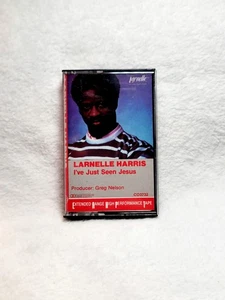 LARNELLE HARRIS
I've Just Seen Jesus
Producer: Greg Nelson
EXTENDED RANGE HIGH PERFORMANCE TAPE